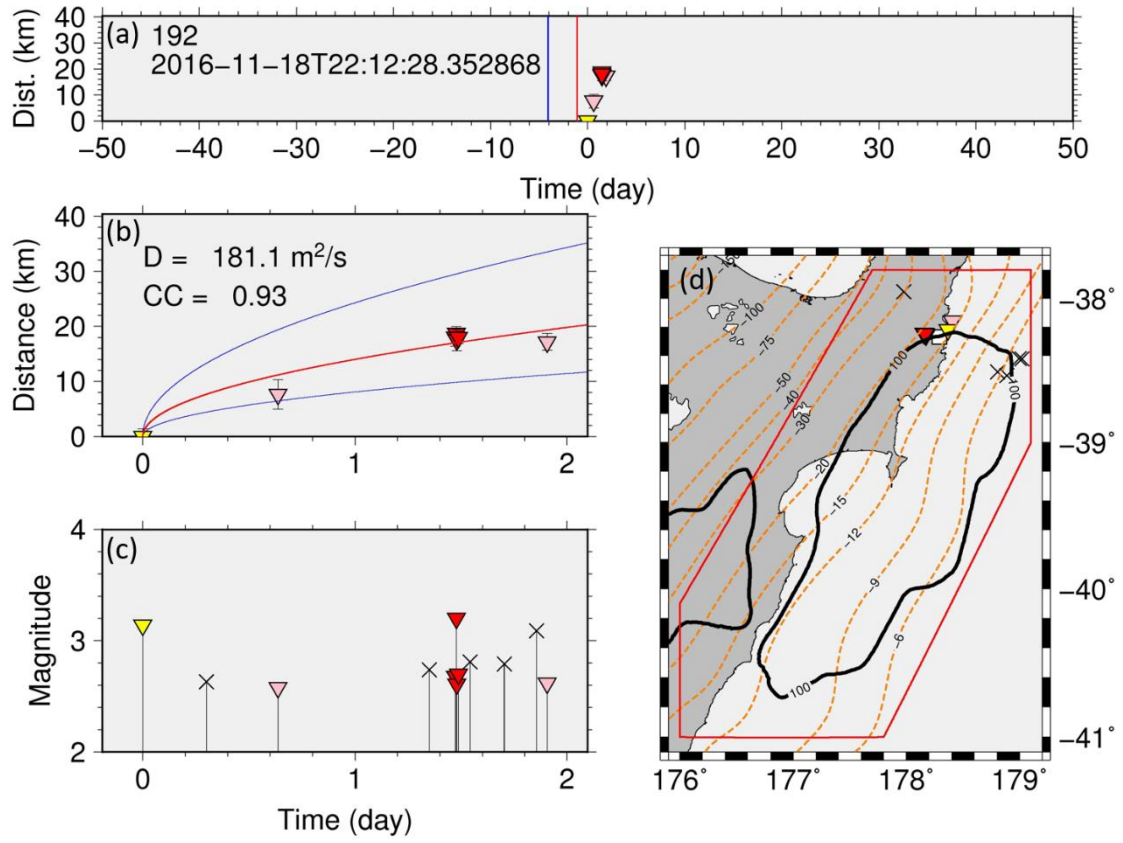 Dist. (km)
40
30
20
10
0
(a) 192
2016−11−18T22:12:28.352868
−50 −40 −30 −20 −10 0 10 20 30 40 50
Time (day)
Distance (km)
40
30
20
10
0
(b)
D = 181.1 m²/s
CC = 0.93
0 1 2
Magnitude
4
3
2
(c)
0 1 2
Time (day)
(d)
−100
−75
−50
−40
−30
−20
−15
−12
−9
−6
100
100
100
−38˚
−39˚
−40˚
−41˚
176˚ 177˚ 178˚ 179˚